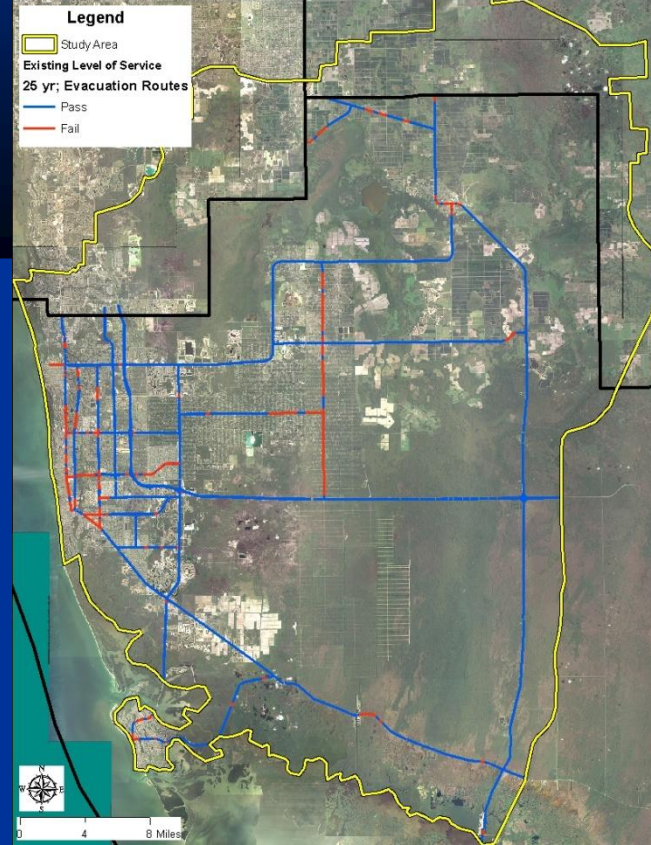 Legend
Study Area
Existing Level of Service
25 yr; Evacuation Routes
Pass
Fail
N
W E
S
0 4 8 Miles